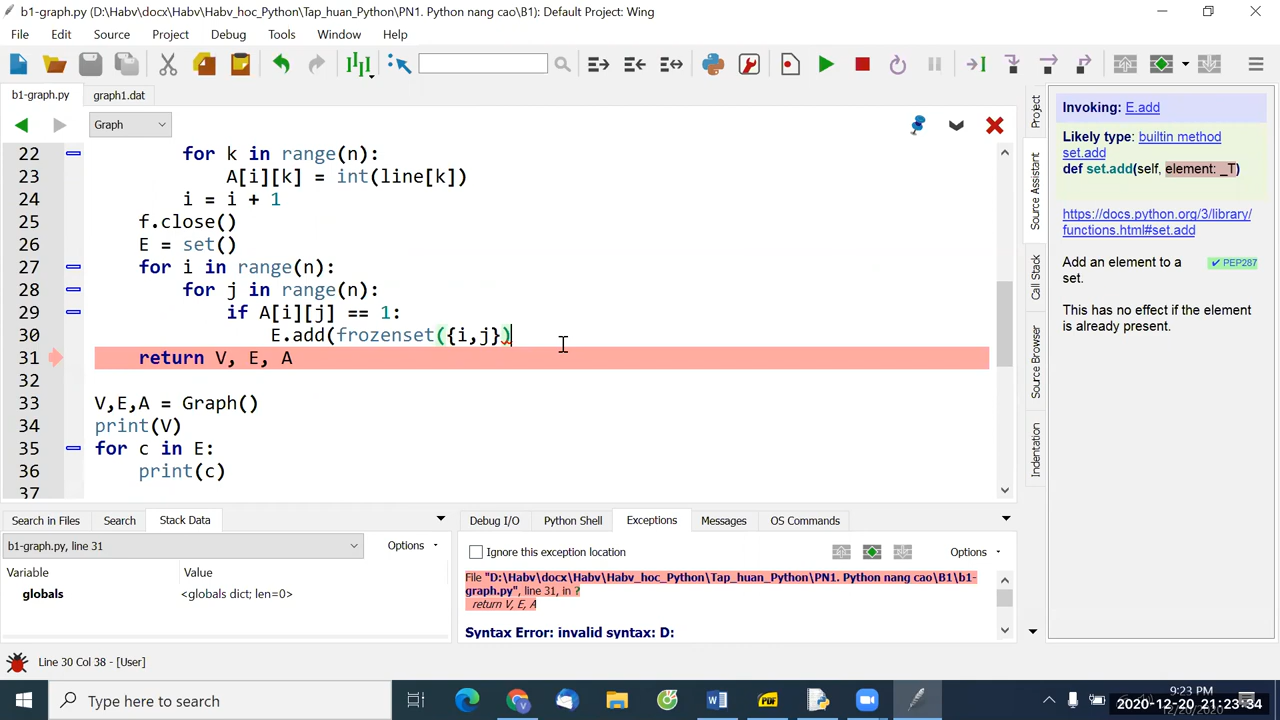 b1-graph.py (D:\Habv\docx\Habv\Habv_hoc_Python\Tap_huan_Python\PN1. Python nang cao\B1): Default Project: Wing
File Edit Source Project Debug Tools Window Help
b1-graph.py graph1.dat
Graph
22 for k in range(n):
23 A[i][k] = int(line[k])
24 i = i + 1
25 f.close()
26 E = set()
27 for i in range(n):
28 for j in range(n):
29 if A[i][j] == 1:
30 E.add(frozenset({i,j})
31 return V, E, A
32
33 V,E,A = Graph()
34 print(V)
35 for c in E:
36 print(c)
37
Project
Source Assistant
Call Stack
Source Browser
Indentation
Invoking: E.add
Likely type: builtin method
set.add
def set.add(self, element: _T)
https://docs.python.org/3/library/
functions.html#set.add
Add an element to a
set.
✔ PEP287
This has no effect if the element
is already present.
Search in Files Search Stack Data
b1-graph.py, line 31 Options
Variable Value
globals <globals dict; len=0>
Debug I/O Python Shell Exceptions Messages OS Commands
Ignore this exception location Options
File "D:\Habv\docx\Habv\Habv_hoc_Python\Tap_huan_Python\PN1. Python nang cao\B1\b1-
graph.py", line 31, in ?
return V, E, A
Syntax Error: invalid syntax: D:
Line 30 Col 38 - [User]
Type here to search
9:23 PM
2020-12-20 21:23:34